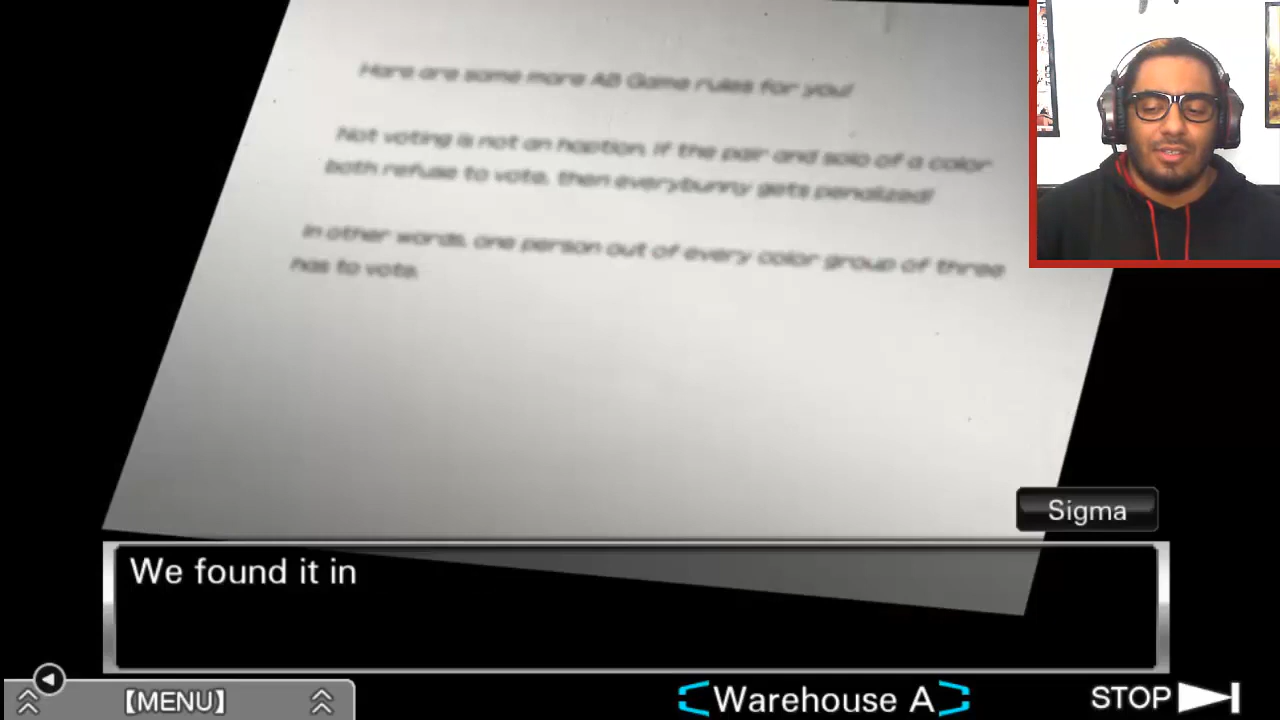 Here are some more AB Game rules for you!
Not voting is not an hoption. If the pair and solo of a color
both refuse to vote, then everybunny gets penalized!
In other words, one person out of every color group of three
has to vote.
Sigma
We found it in
[MENU]
Warehouse A
STOP